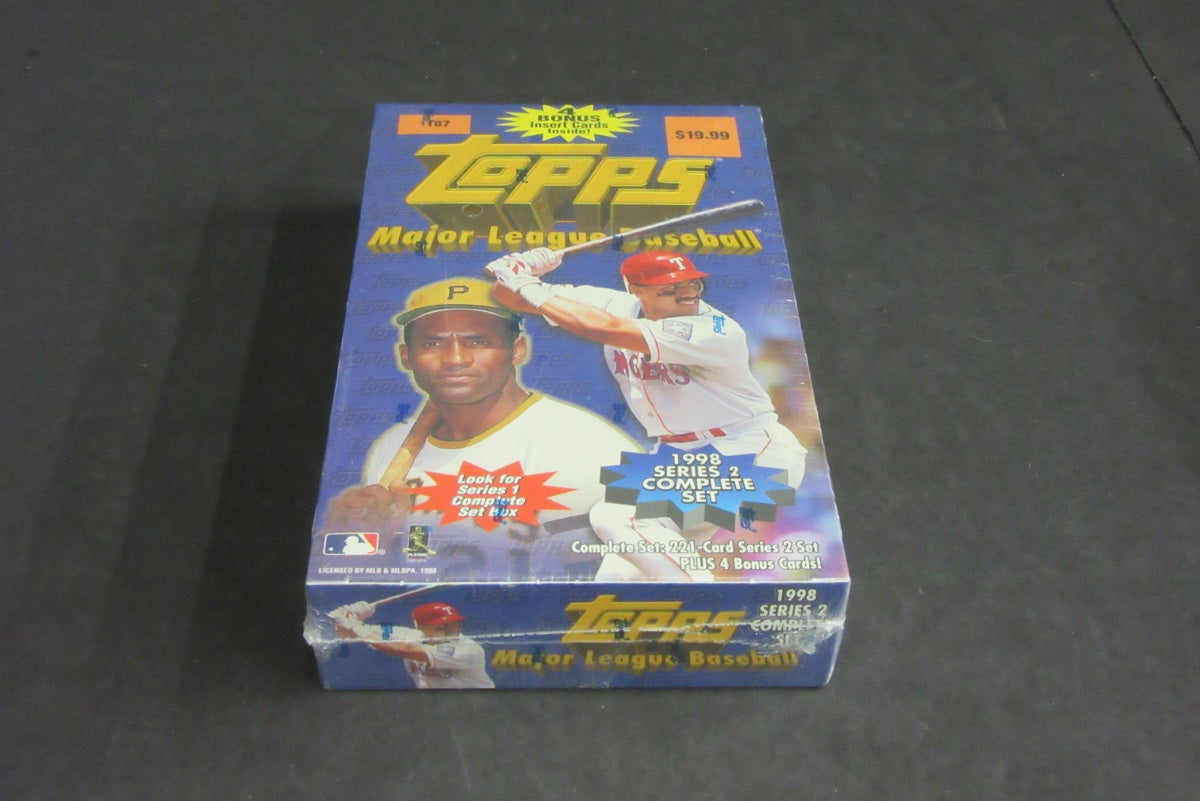 4
BONUS
Insert Cards
Inside!
$19.99
Topps
Major League Baseball
T
P
Look for
Series 1
Complete
Set Box
1998
SERIES 2
COMPLETE
SET
Complete Set: 221-Card Series 2 Set
PLUS 4 Bonus Cards!
LICENSED BY MLB & MLBPA, 1998
T
Topps
Major League Baseball
1998
SERIES 2
COMPLETE
SET